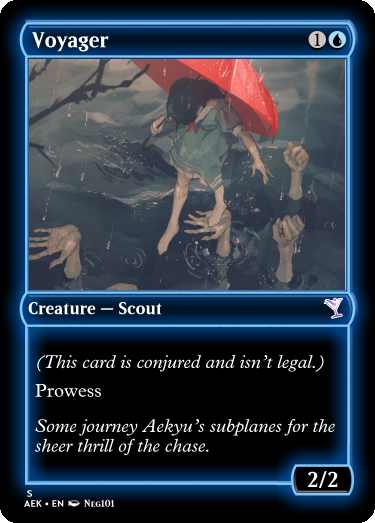 Voyager 1
Creature — Scout
(This card is conjured and isn't legal.)
Prowess
Some journey Aekyu's subplanes for the
sheer thrill of the chase.
2/2
S
AEK • EN NEG101